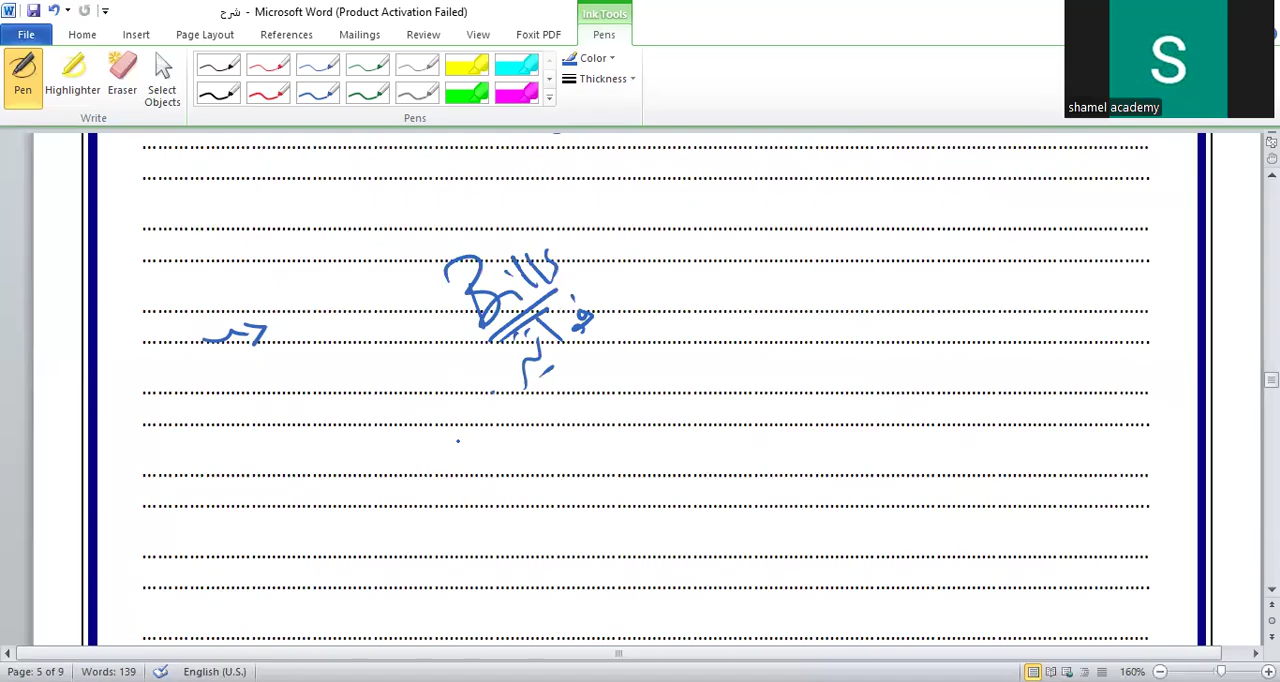 شرح - Microsoft Word (Product Activation Failed)
Ink Tools
File Home Insert Page Layout References Mailings Review View Foxit PDF Pens
Color
Thickness
Pen Highlighter Eraser Select Objects
Write Pens
shamel academy
S
Bills
Page: 5 of 9 Words: 139 English (U.S.) 160%